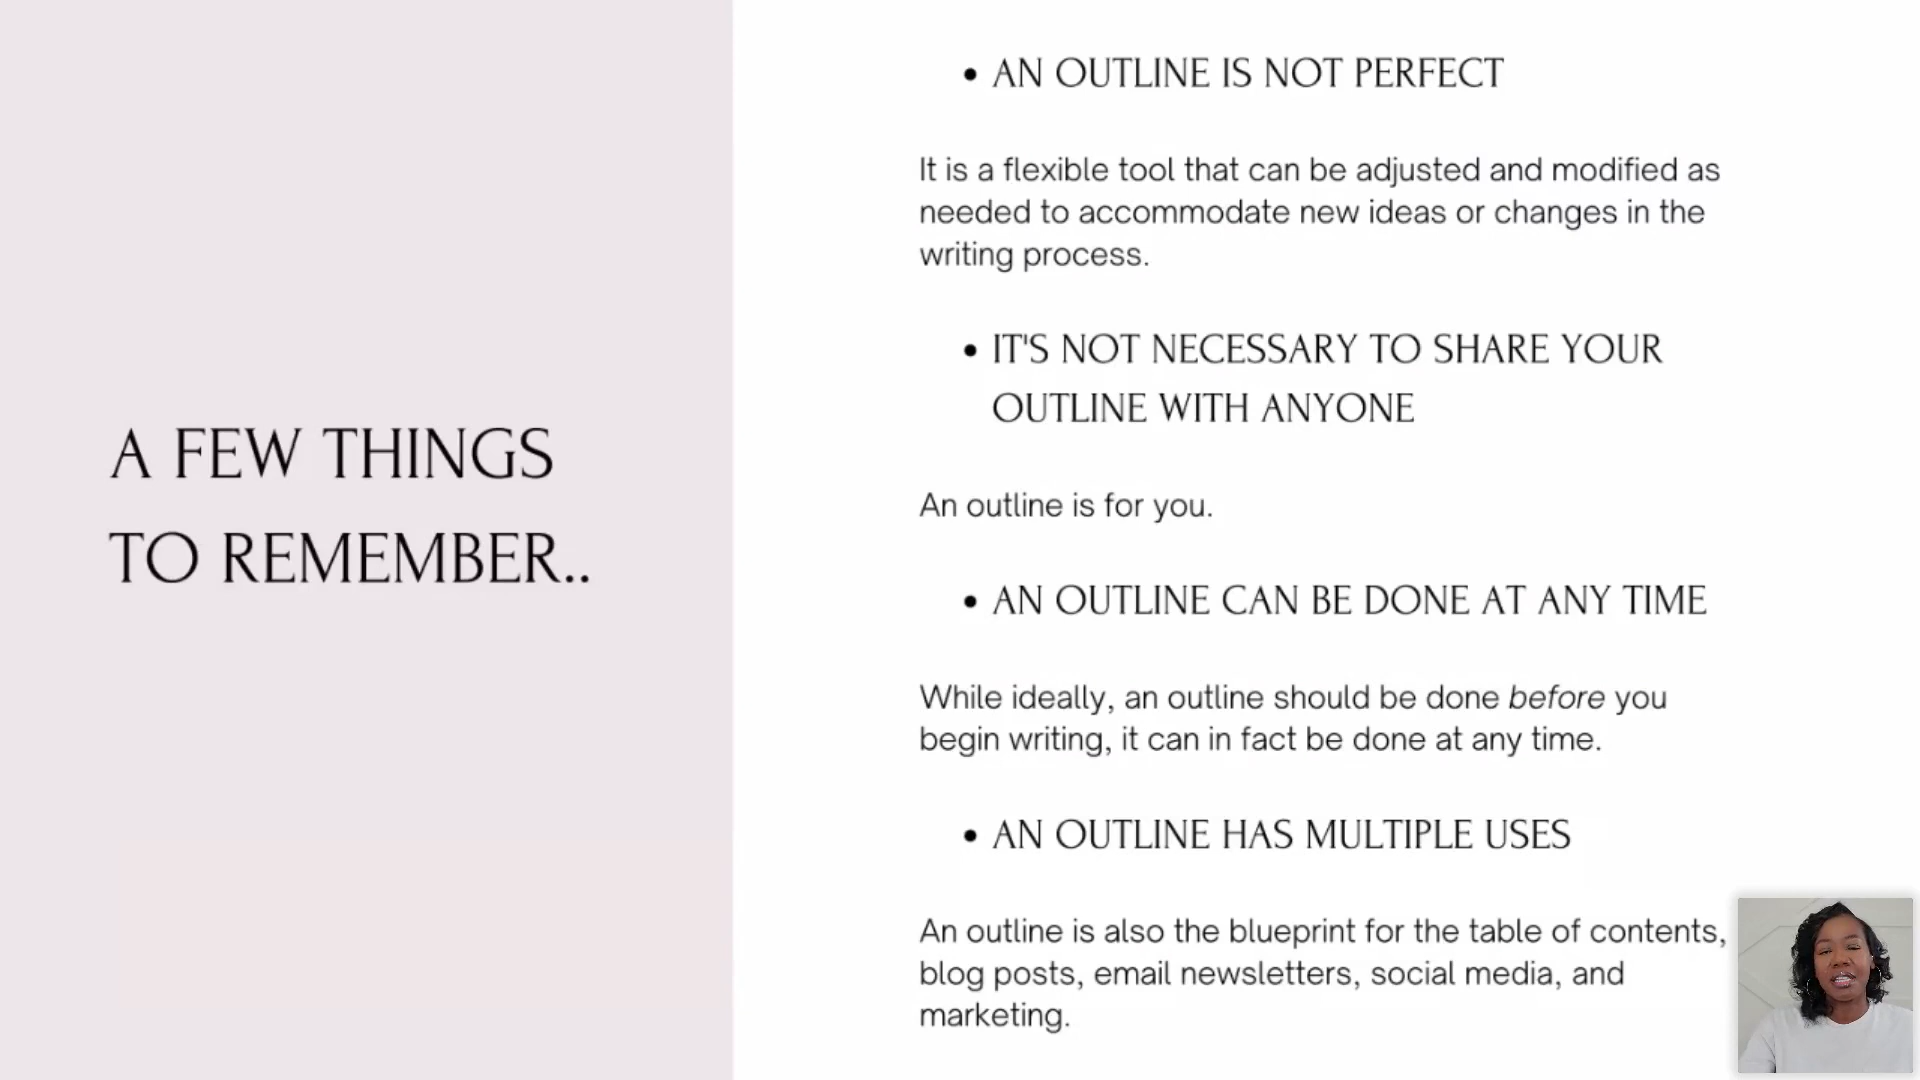 A FEW THINGS
TO REMEMBER..
• AN OUTLINE IS NOT PERFECT
It is a flexible tool that can be adjusted and modified as
needed to accommodate new ideas or changes in the
writing process.
• IT'S NOT NECESSARY TO SHARE YOUR
OUTLINE WITH ANYONE
An outline is for you.
• AN OUTLINE CAN BE DONE AT ANY TIME
While ideally, an outline should be done before you
begin writing, it can in fact be done at any time.
• AN OUTLINE HAS MULTIPLE USES
An outline is also the blueprint for the table of contents,
blog posts, email newsletters, social media, and
marketing.